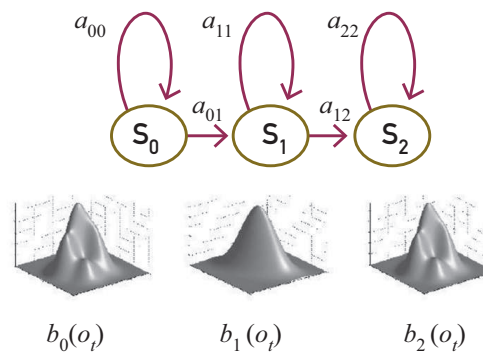 a₀₀ a₁₁ a₂₂
a₀₁ a₁₂
S₀ S₁ S₂
b₀(oₜ) b₁(oₜ) b₂(oₜ)